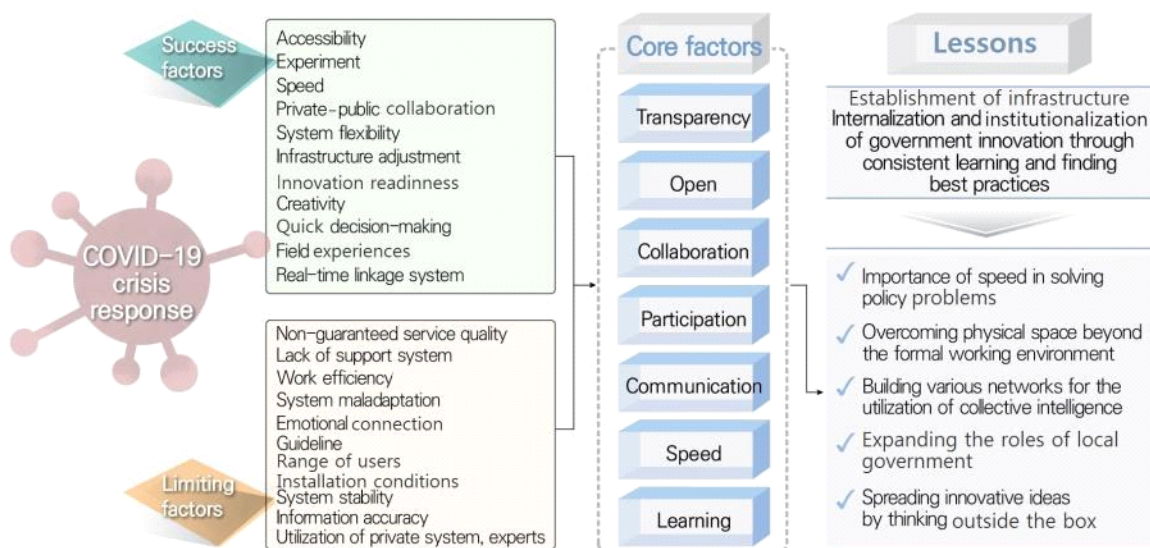 COVID-19
crisis
response
Success
factors
Accessibility
Experiment
Speed
Private-public collaboration
System flexibility
Infrastructure adjustment
Innovation readinness
Creativity
Quick decision-making
Field experiences
Real-time linkage system
Limiting
factors
Non-guaranteed service quality
Lack of support system
Work efficiency
System maladaptation
Emotional connection
Guideline
Range of users
Installation conditions
System stability
Information accuracy
Utilization of private system, experts
Core factors
Transparency
Open
Collaboration
Participation
Communication
Speed
Learning
Lessons
Establishment of infrastructure
Internalization and institutionalization
of government innovation through
consistent learning and finding
best practices
Importance of speed in solving
policy problems
Overcoming physical space beyond
the formal working environment
Building various networks for the
utilization of collective intelligence
Expanding the roles of local
government
Spreading innovative ideas
by thinking outside the box